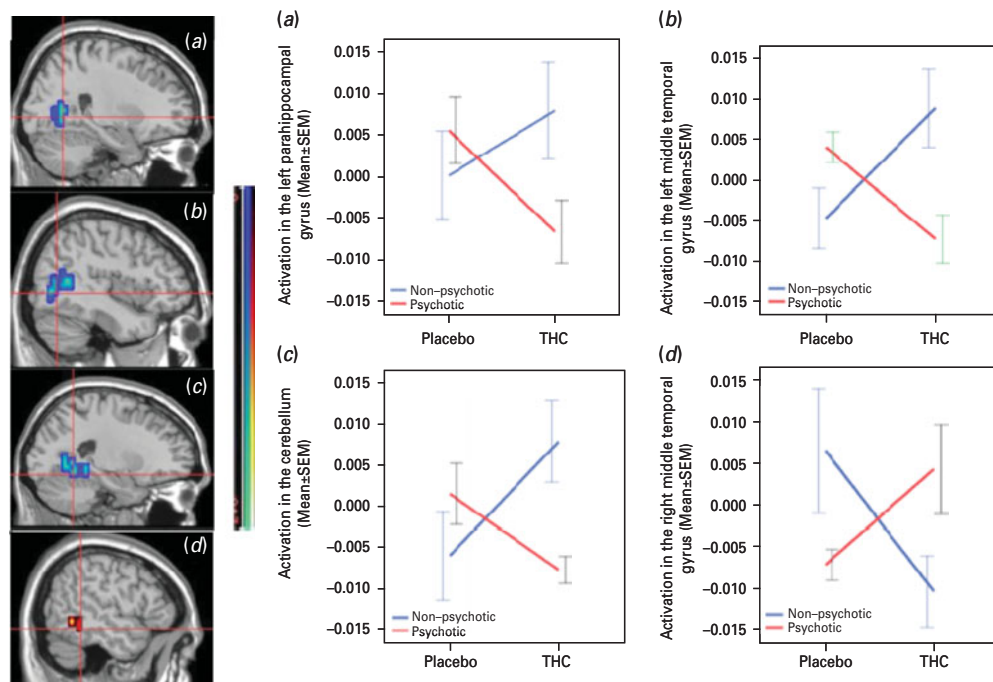 (a)
(b)
(c)
(d)
(a)
Activation in the left parahippocampal
gyrus (Mean±SEM)
0.015
0.010
0.005
0.000
−0.005
−0.010
−0.015
Non–psychotic
Psychotic
Placebo
THC
(b)
Activation in the left middle temporal
gyrus (Mean±SEM)
0.015
0.010
0.005
0.000
−0.005
−0.010
−0.015
Non–psychotic
Psychotic
Placebo
THC
(c)
Activation in the cerebellum
(Mean±SEM)
0.015
0.010
0.005
0.000
−0.005
−0.010
−0.015
Non–psychotic
Psychotic
Placebo
THC
(d)
Activation in the right middle temporal
gyrus (Mean±SEM)
0.015
0.010
0.005
0.000
−0.005
−0.010
−0.015
Non–psychotic
Psychotic
Placebo
THC